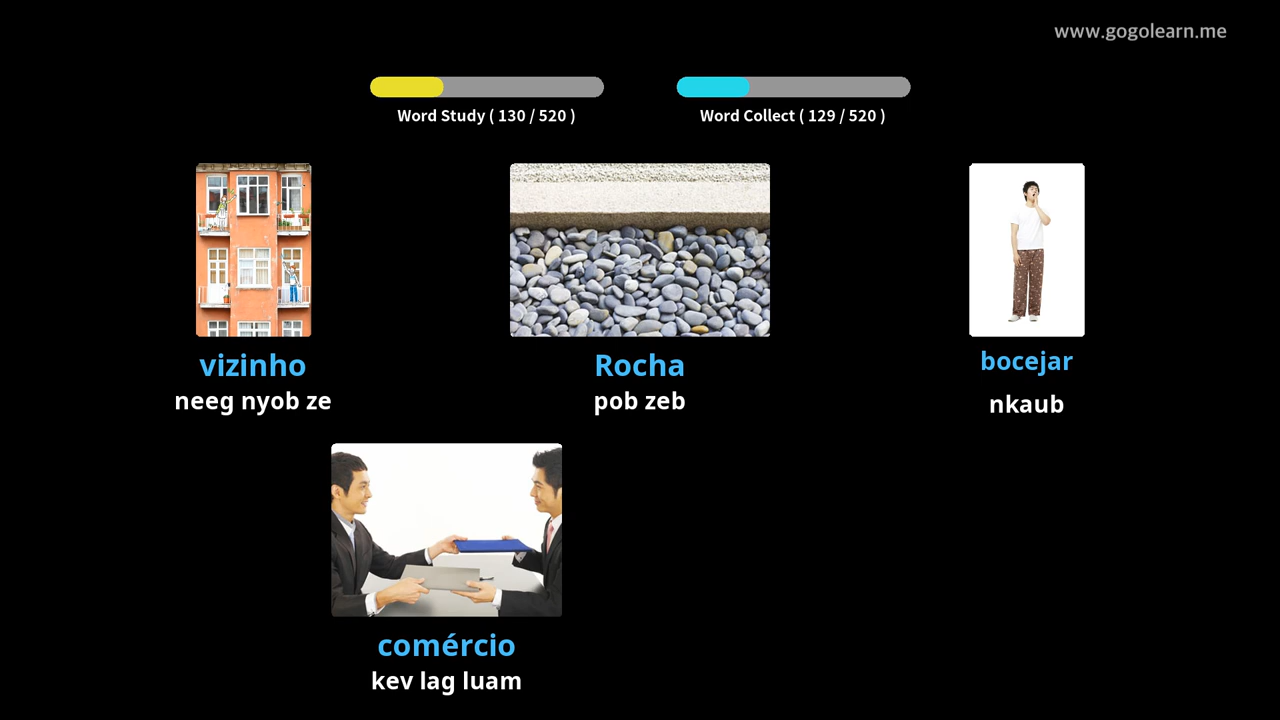 www.gogolearn.me
Word Study ( 130 / 520 )
Word Collect ( 129 / 520 )
vizinho
neeg nyob ze
Rocha
pob zeb
bocejar
nkaub
comércio
kev lag luam